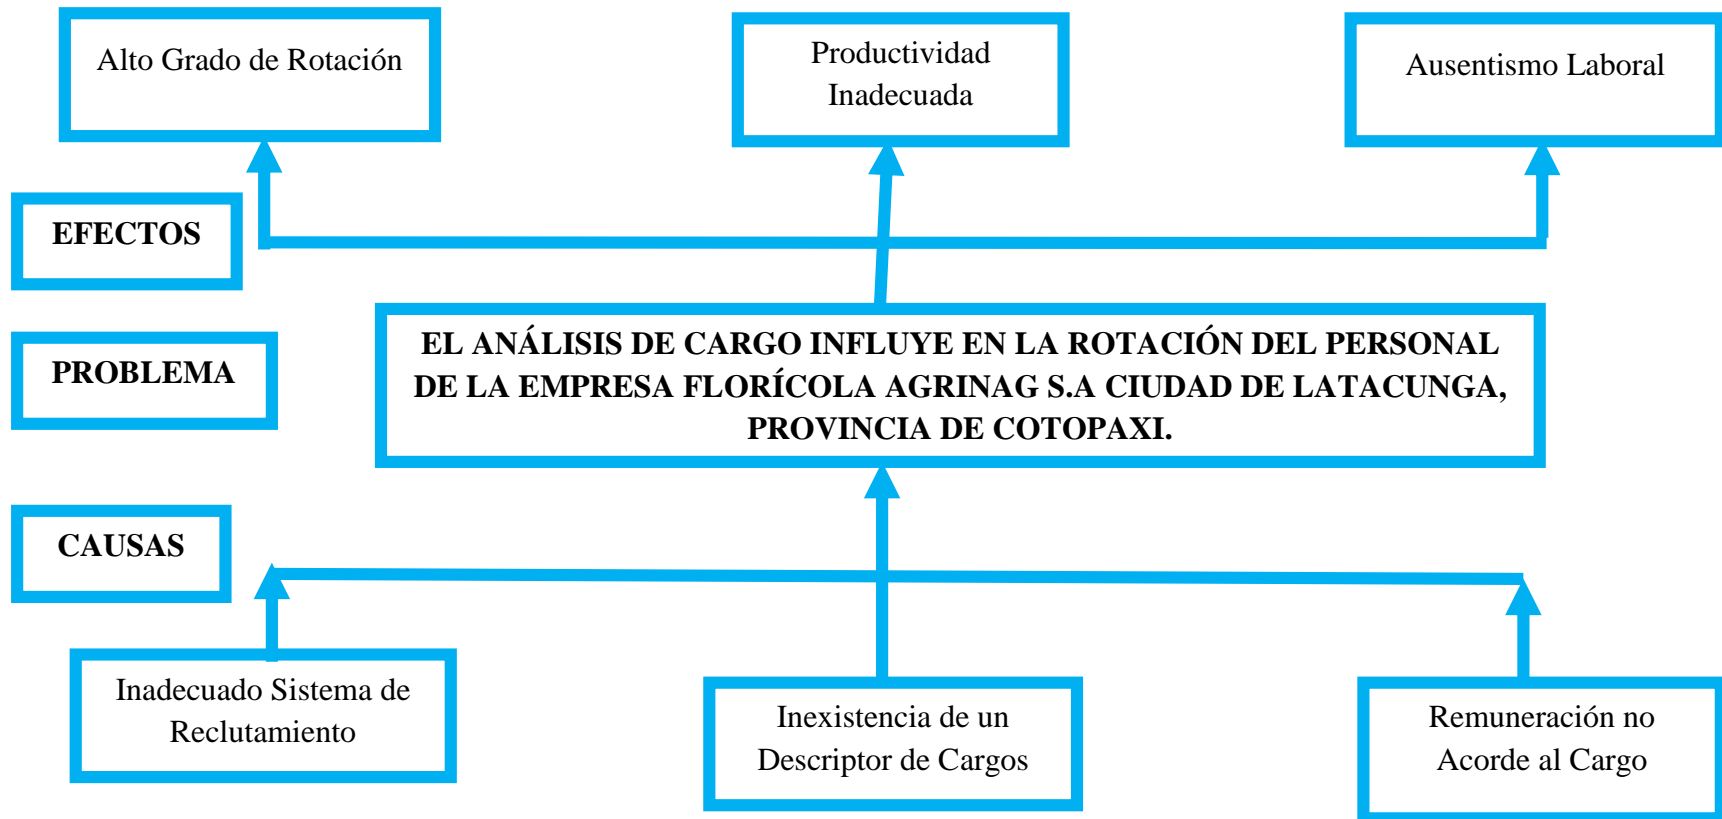 Alto Grado de Rotación
Productividad
Inadecuada
Ausentismo Laboral
EFECTOS
PROBLEMA
EL ANÁLISIS DE CARGO INFLUYE EN LA ROTACIÓN DEL PERSONAL
DE LA EMPRESA FLORÍCOLA AGRINAG S.A CIUDAD DE LATACUNGA,
PROVINCIA DE COTOPAXI.
CAUSAS
Inadecuado Sistema de
Reclutamiento
Inexistencia de un
Descriptor de Cargos
Remuneración no
Acorde al Cargo